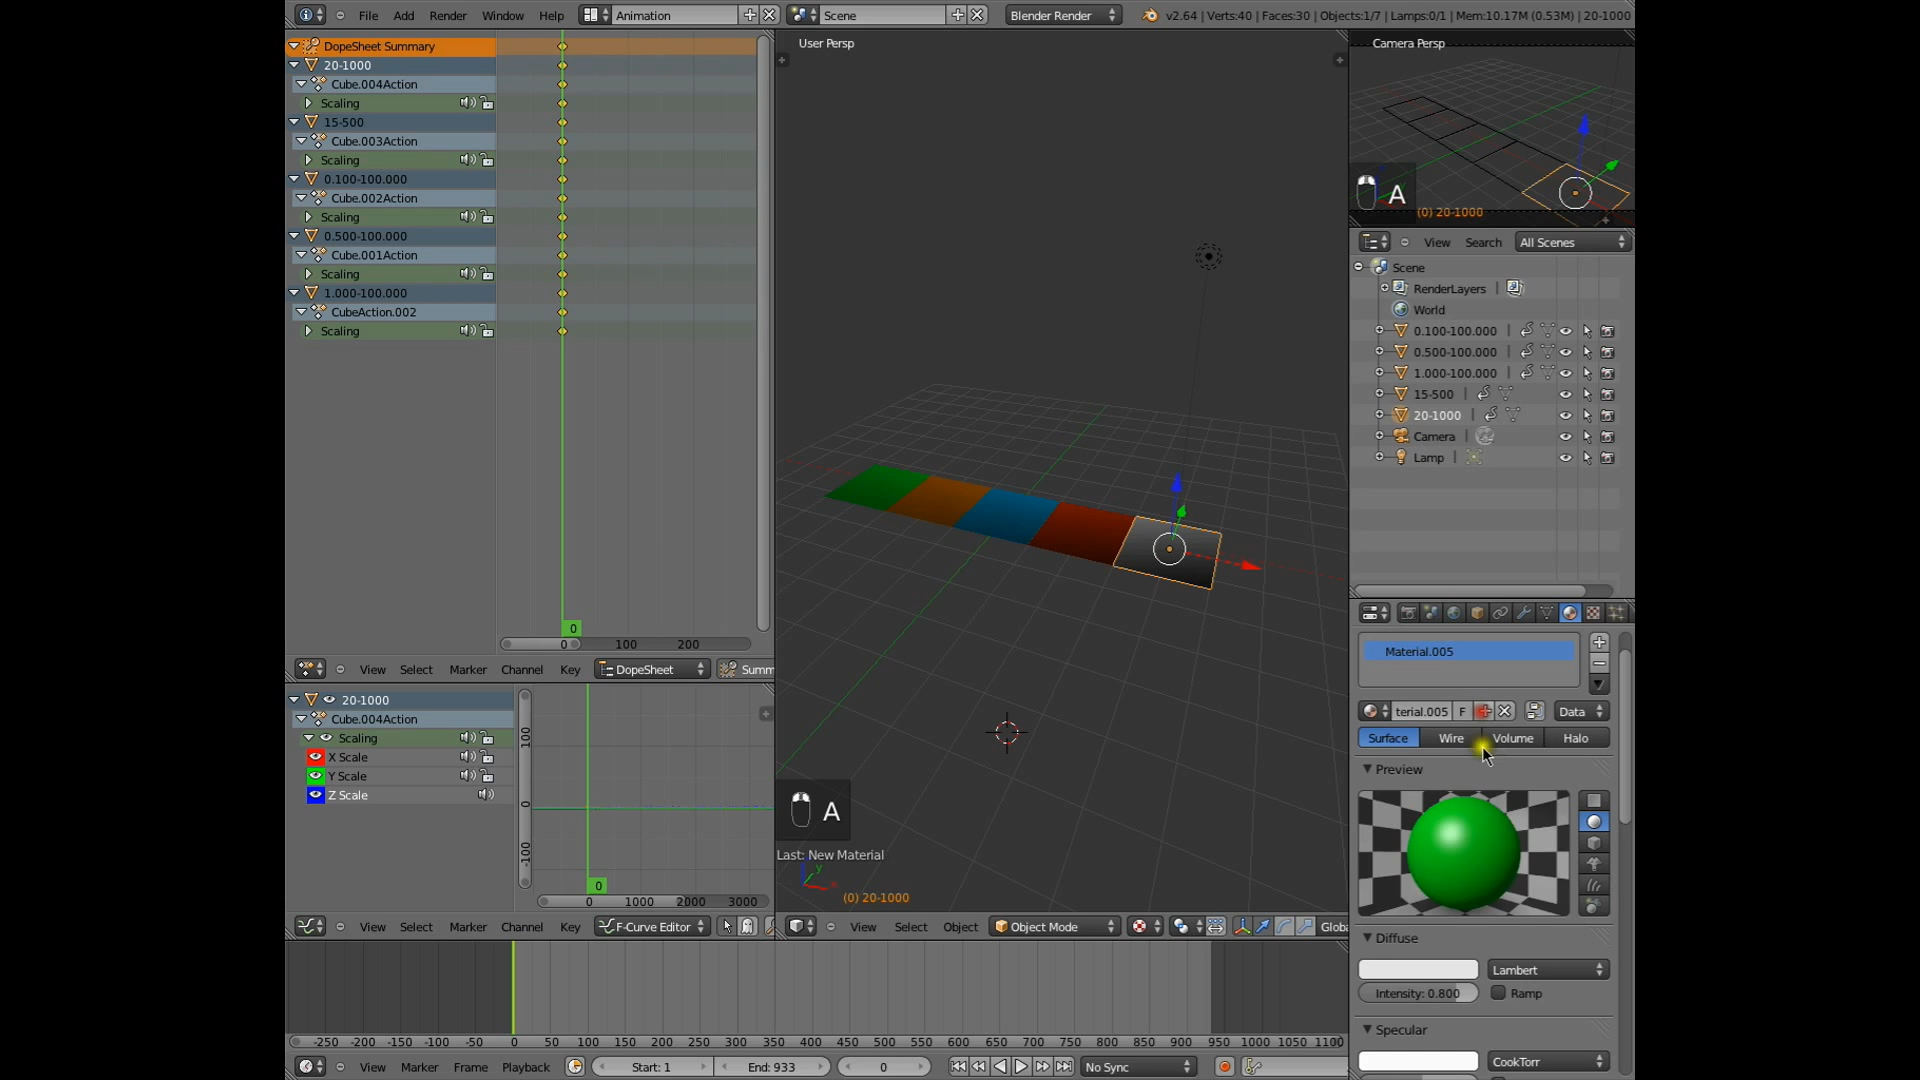 File Add Render Window Help Animation Scene Blender Render v2.64 | Verts:40 | Faces:30 | Objects:1/7 | Lamps:0/1 | Mem:10.17M (0.53M) | 20-1000
DopeSheet Summary
20-1000
Cube.004Action
Scaling
15-500
Cube.003Action
Scaling
0.100-100.000
Cube.002Action
Scaling
0.500-100.000
Cube.001Action
Scaling
1.000-100.000
CubeAction.002
Scaling
0
0 100 200
View Select Marker Channel Key DopeSheet Summ
20-1000
Cube.004Action
Scaling
X Scale
Y Scale
Z Scale
100
0
-100
0
0 1000 2000 3000
View Select Marker Channel Key F-Curve Editor
User Persp
A
Last: New Material
y
(0) 20-1000
View Select Object Object Mode Globa
Camera Persp
A
(0) 20-1000
View Search All Scenes
Scene
RenderLayers |
World
0.100-100.000 |
0.500-100.000 |
1.000-100.000 |
15-500 |
20-1000 |
Camera |
Lamp |
Material.005
terial.005 F Data
Surface Wire Volume Halo
Preview
Diffuse
Lambert
Intensity: 0.800 Ramp
Specular
CookTorr
-250 -200 -150 -100 -50 0 50 100 150 200 250 300 350 400 450 500 550 600 650 700 750 800 850 900 950 1000 1050 1100
View Marker Frame Playback Start: 1 End: 933 0 No Sync